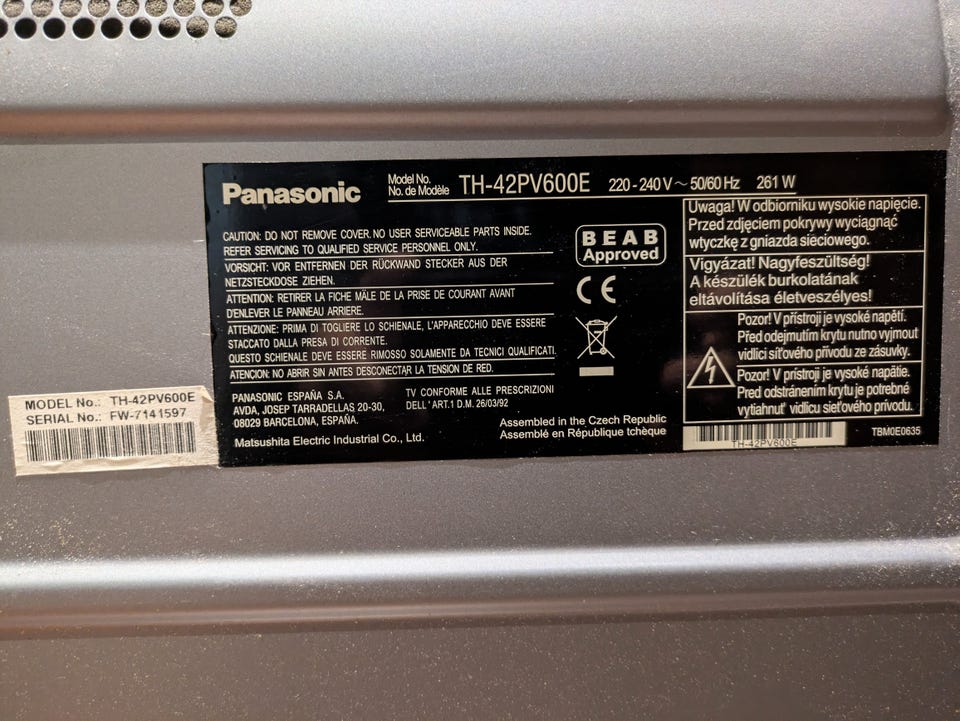 Panasonic
Model No.
No. de Modèle
TH-42PV600E 220 - 240 V ~ 50/60 Hz 261 W
CAUTION: DO NOT REMOVE COVER. NO USER SERVICEABLE PARTS INSIDE.
REFER SERVICING TO QUALIFIED SERVICE PERSONNEL ONLY.
VORSICHT: VOR ENTFERNEN DER RÜCKWAND STECKER AUS DER
NETZSTECKDOSE ZIEHEN.
ATTENTION: RETIRER LA FICHE MÂLE DE LA PRISE DE COURANT AVANT
D'ENLEVER LE PANNEAU ARRIERE.
ATTENZIONE: PRIMA DI TOGLIERE LO SCHIENALE, L'APPARECCHIO DEVE ESSERE
STACCATO DALLA PRESA DI CORRENTE.
QUESTO SCHIENALE DEVE ESSERE RIMOSSO SOLAMENTE DA TECNICI QUALIFICATI.
ATENCION: NO ABRIR SIN ANTES DESCONECTAR LA TENSION DE RED.
PANASONIC ESPAÑA S.A.
AVDA, JOSEP TARRADELLAS 20-30,
08029 BARCELONA, ESPAÑA.
TV CONFORME ALLE PRESCRIZIONI
DELL' ART.1 D.M. 26/03/92
Matsushita Electric Industrial Co., Ltd.
Assembled in the Czech Republic
Assemblé en République tchèque
BEAB
Approved
CE
Uwaga! W odbiorniku wysokie napięcie.
Przed zdjęciem pokrywy wyciągnąć
wtyczkę z gniazda sieciowego.
Vigyázat! Nagyfeszültség!
A készülék burkolatának
eltávolítása életveszélyes!
Pozor! V přístroji je vysoké napětí.
Před odejmutím krytu nutno vyjmout
vidlici síťového přívodu ze zásuvky.
Pozor! V prístroji je vysoké napätie.
Pred odstránením krytu je potrebné
vytiahnuť vidlicu sieťového prívodu.
TH-42PV600E
TBM0E0635
MODEL No.: TH-42PV600E
SERIAL No.: FW-7141597